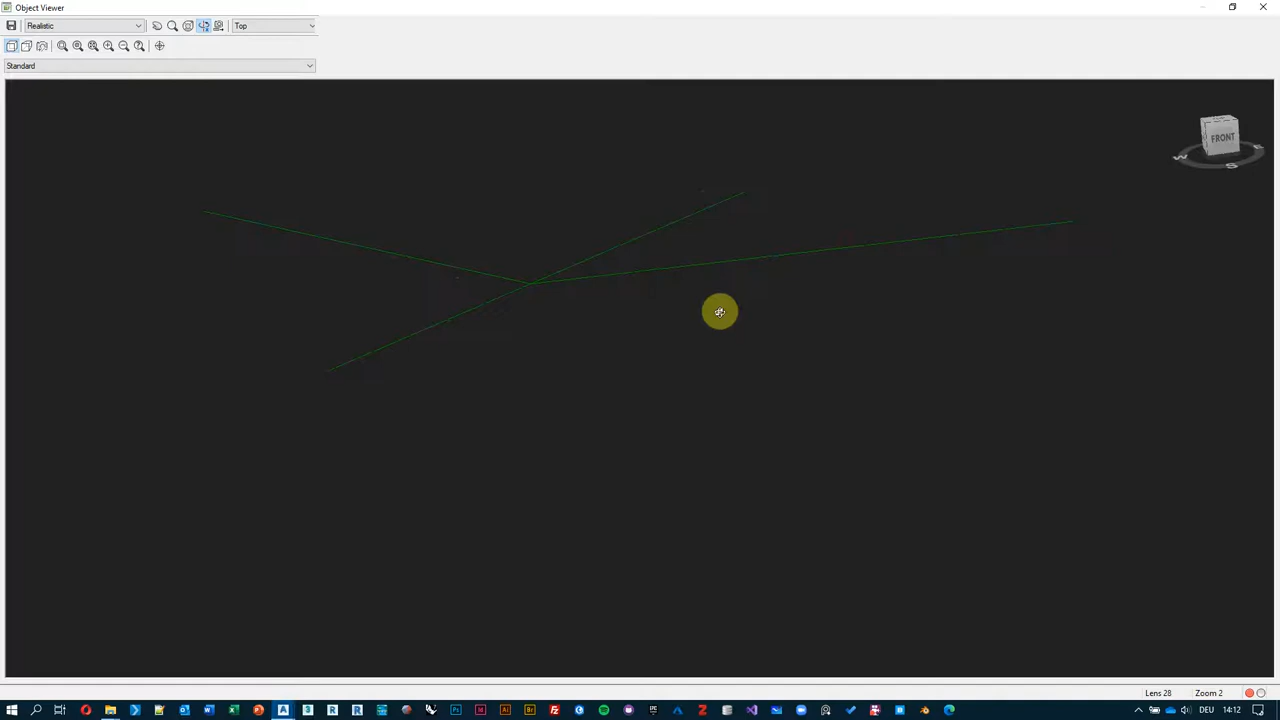 Object Viewer
Realistic
Top
Standard
FRONT
W
S
E
Lens 28
Zoom 2
DEU
14:12